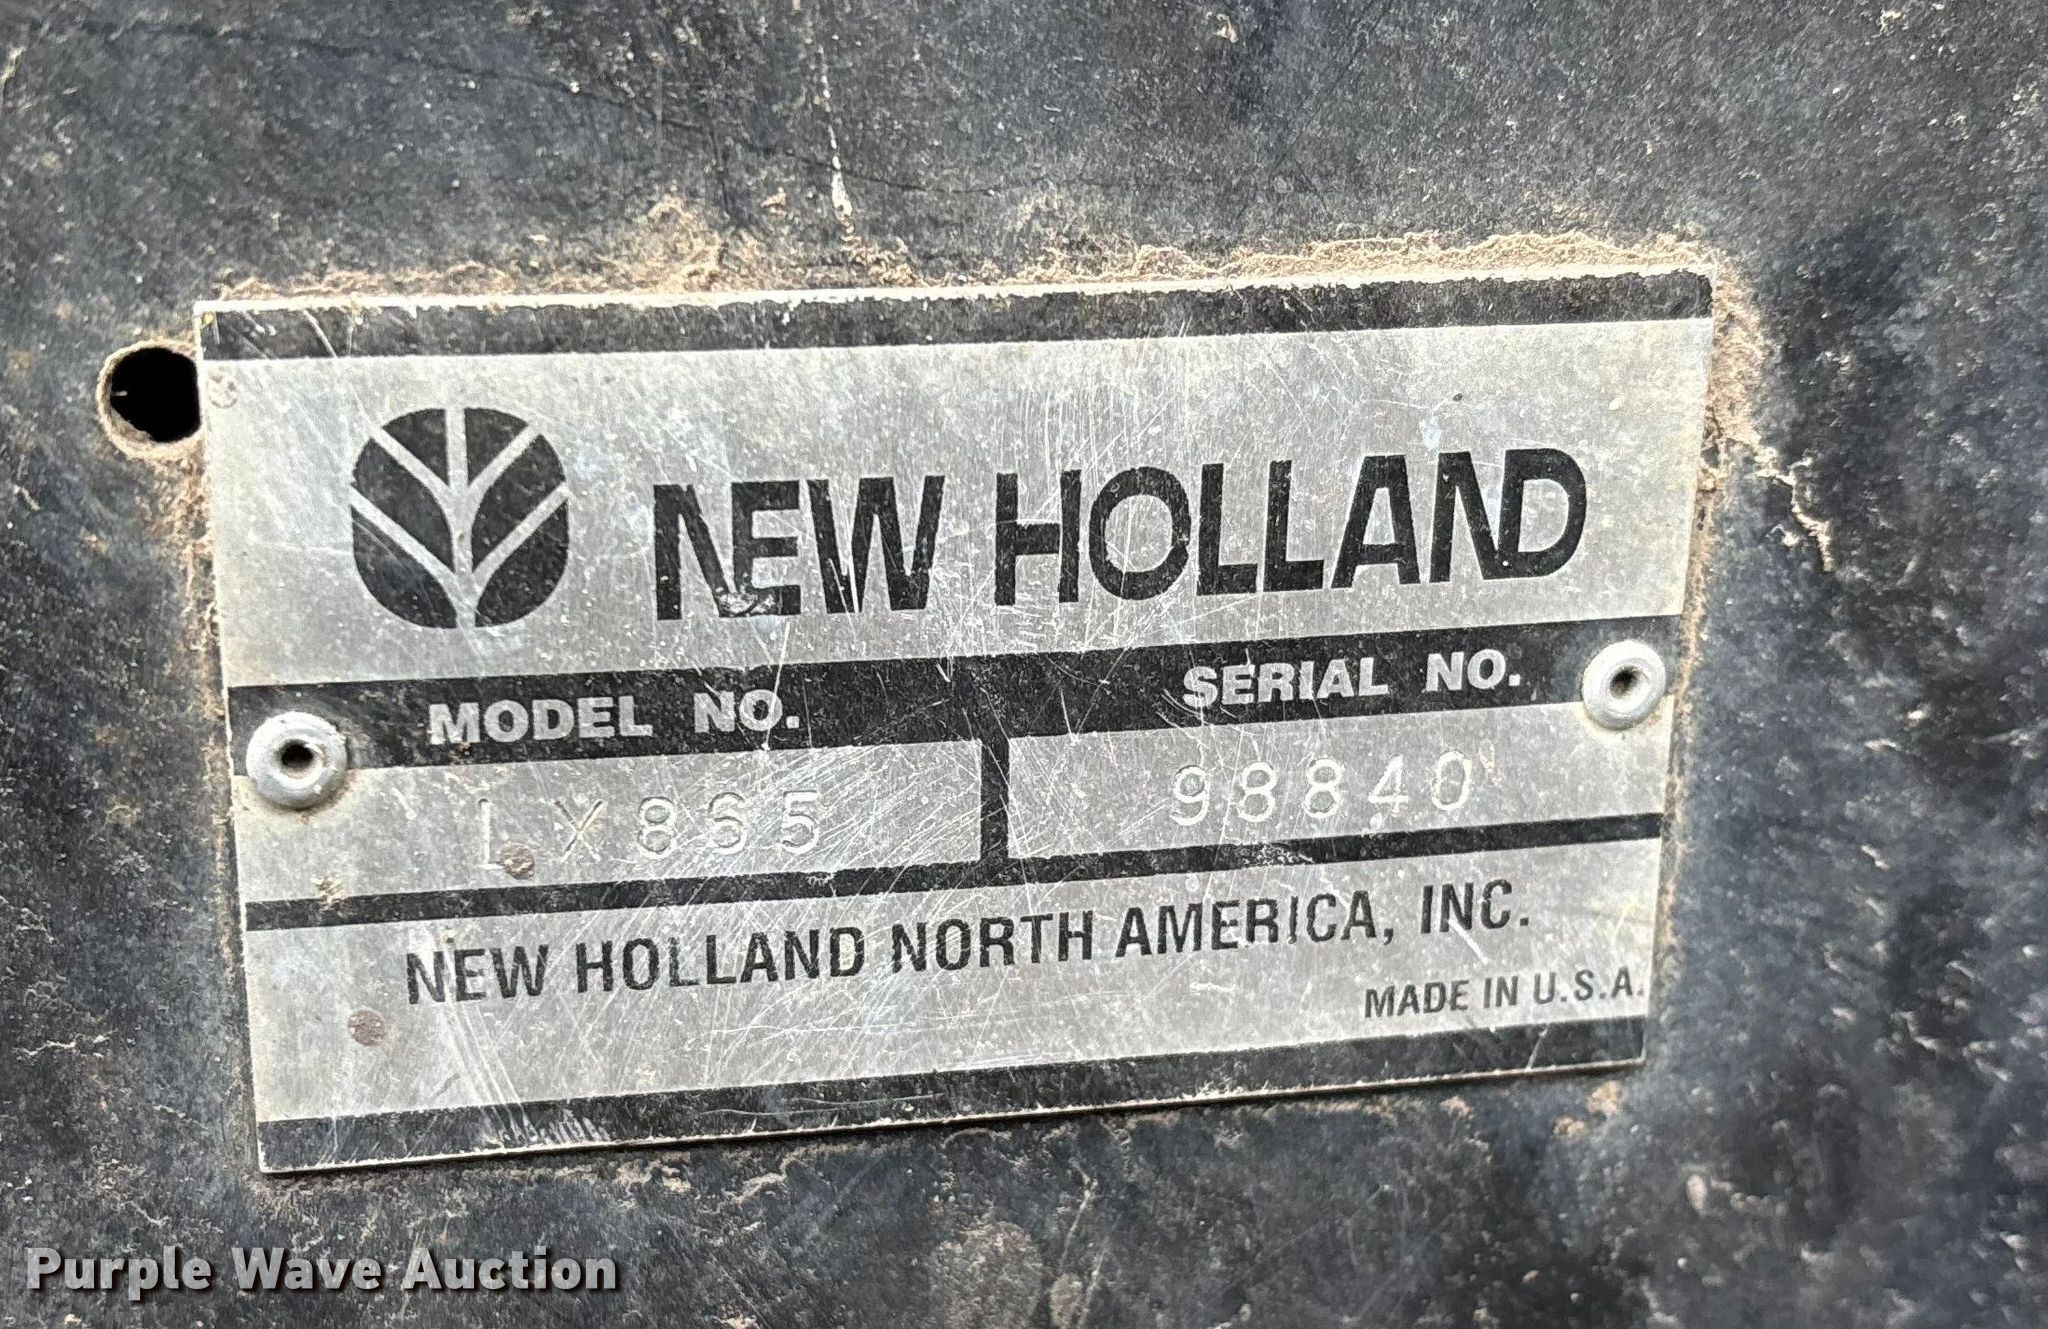 NEW HOLLAND
MODEL NO. SERIAL NO.
LX865 98840
NEW HOLLAND NORTH AMERICA, INC.
MADE IN U.S.A.
Purple Wave Auction